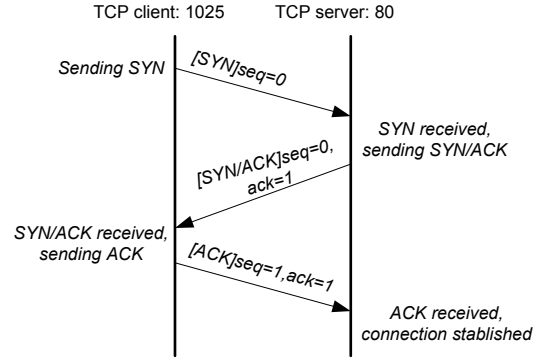 TCP client: 1025
TCP server: 80
Sending SYN
[SYN]seq=0
SYN received,
sending SYN/ACK
[SYN/ACK]seq=0,
ack=1
SYN/ACK received,
sending ACK
[ACK]seq=1,ack=1
ACK received,
connection stablished